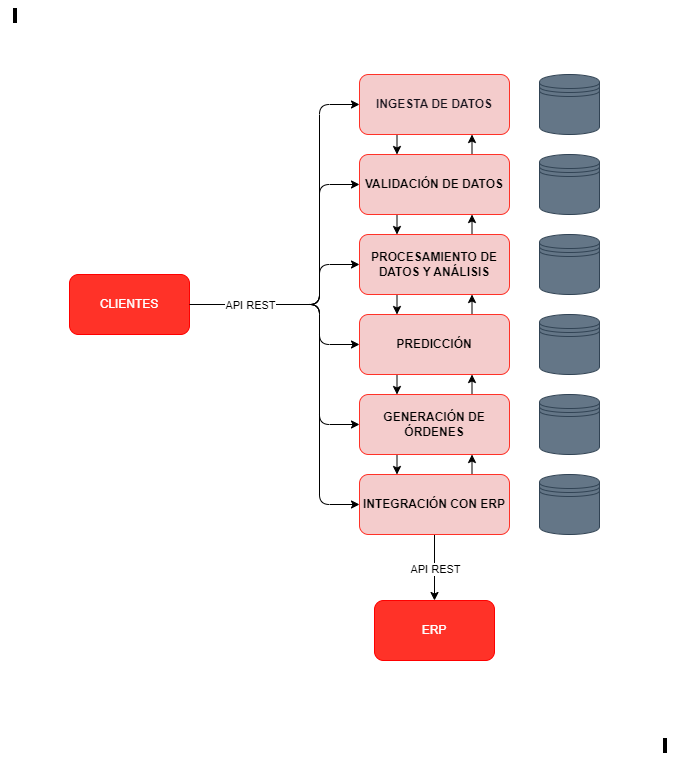 INGESTA DE DATOS
VALIDACIÓN DE DATOS
PROCESAMIENTO DE
DATOS Y ANÁLISIS
CLIENTES
API REST
PREDICCIÓN
GENERACIÓN DE
ÓRDENES
INTEGRACIÓN CON ERP
API REST
ERP